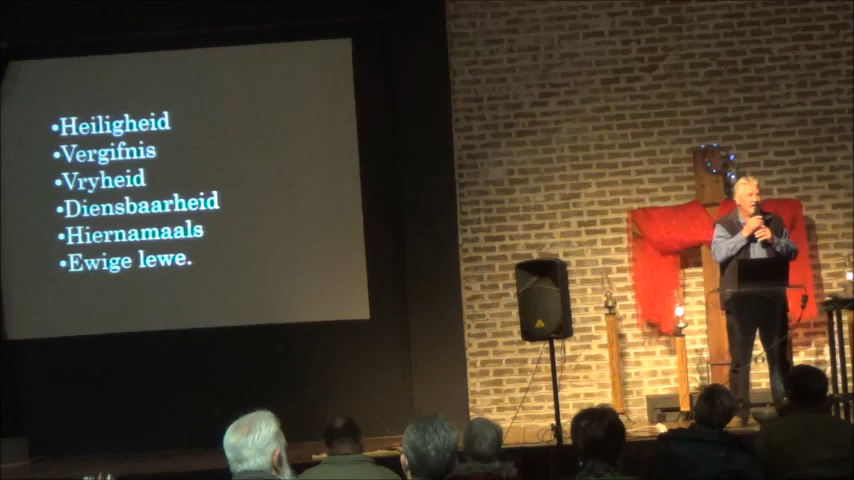 •Heiligheid
•Vergifnis
•Vryheid
•Diensbaarheid
•Hiernamaals
•Ewige lewe.